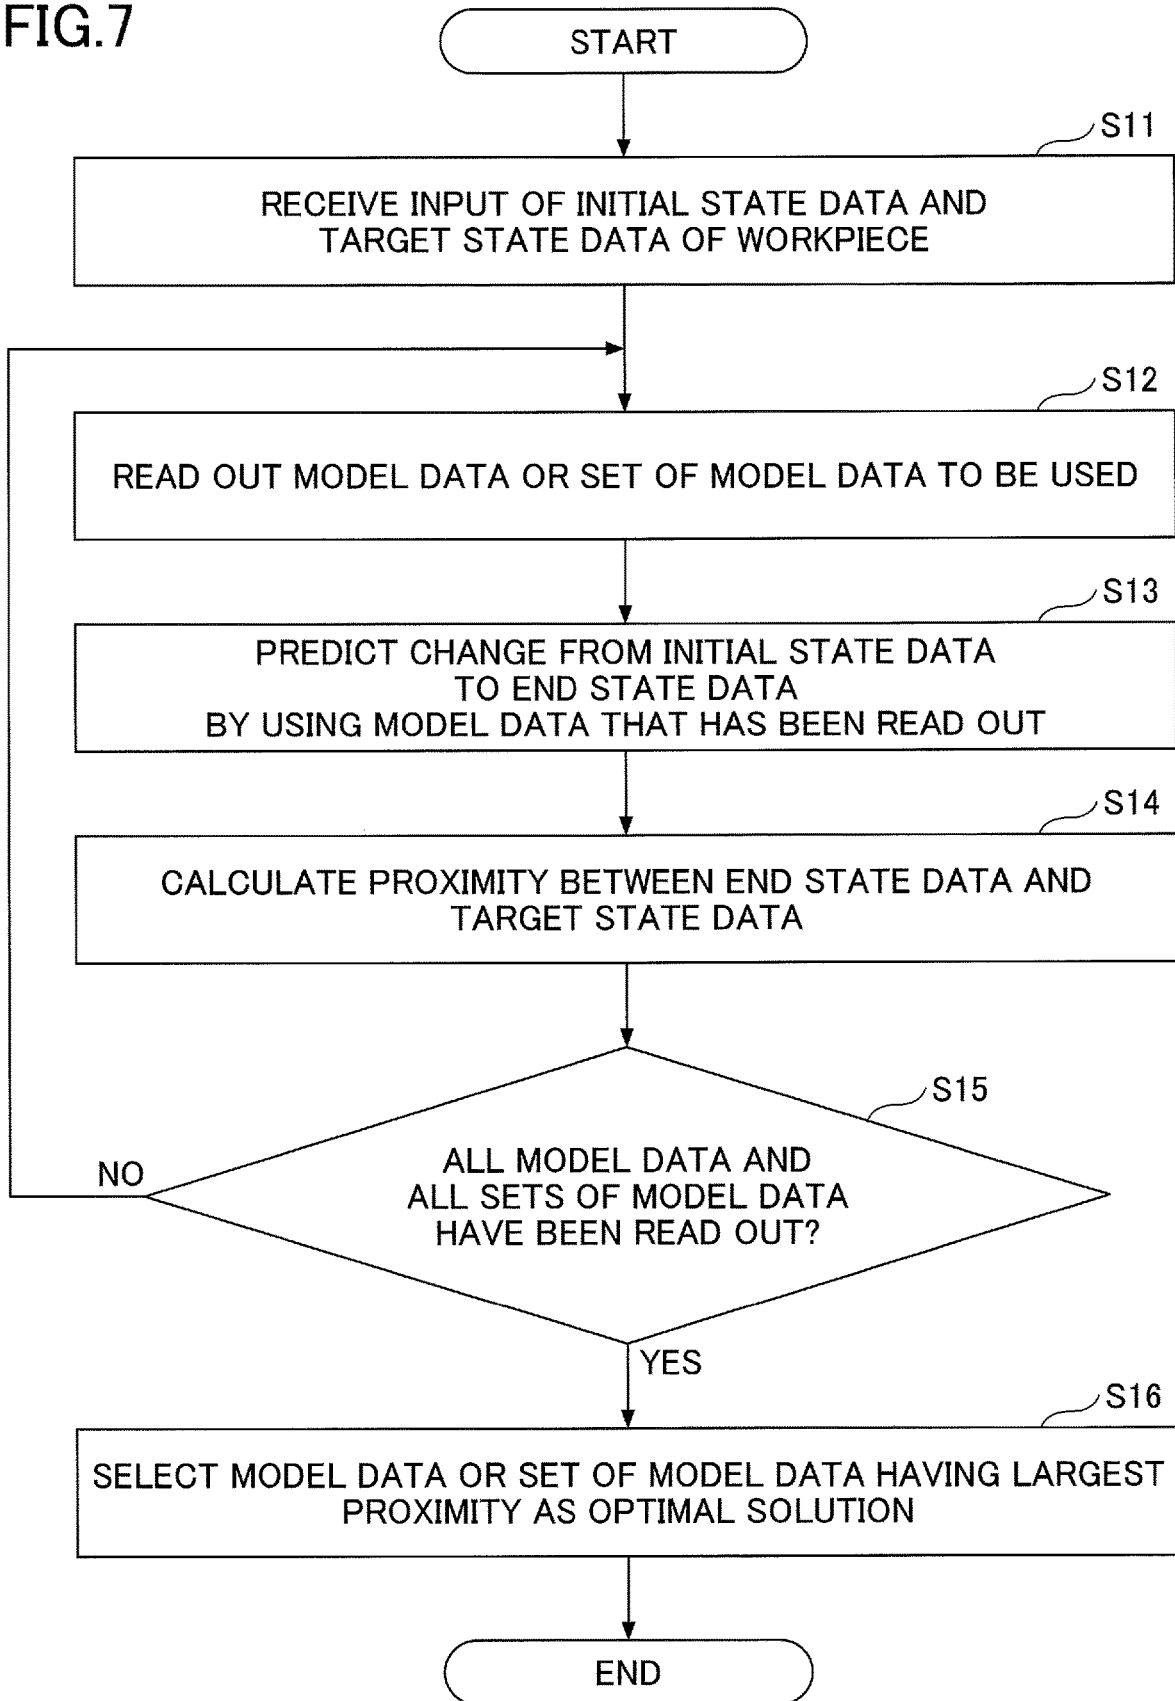 FIG.7
START
S11
RECEIVE INPUT OF INITIAL STATE DATA AND
TARGET STATE DATA OF WORKPIECE
S12
READ OUT MODEL DATA OR SET OF MODEL DATA TO BE USED
S13
PREDICT CHANGE FROM INITIAL STATE DATA
TO END STATE DATA
BY USING MODEL DATA THAT HAS BEEN READ OUT
S14
CALCULATE PROXIMITY BETWEEN END STATE DATA AND
TARGET STATE DATA
S15
NO
ALL MODEL DATA AND
ALL SETS OF MODEL DATA
HAVE BEEN READ OUT?
YES
S16
SELECT MODEL DATA OR SET OF MODEL DATA HAVING LARGEST
PROXIMITY AS OPTIMAL SOLUTION
END